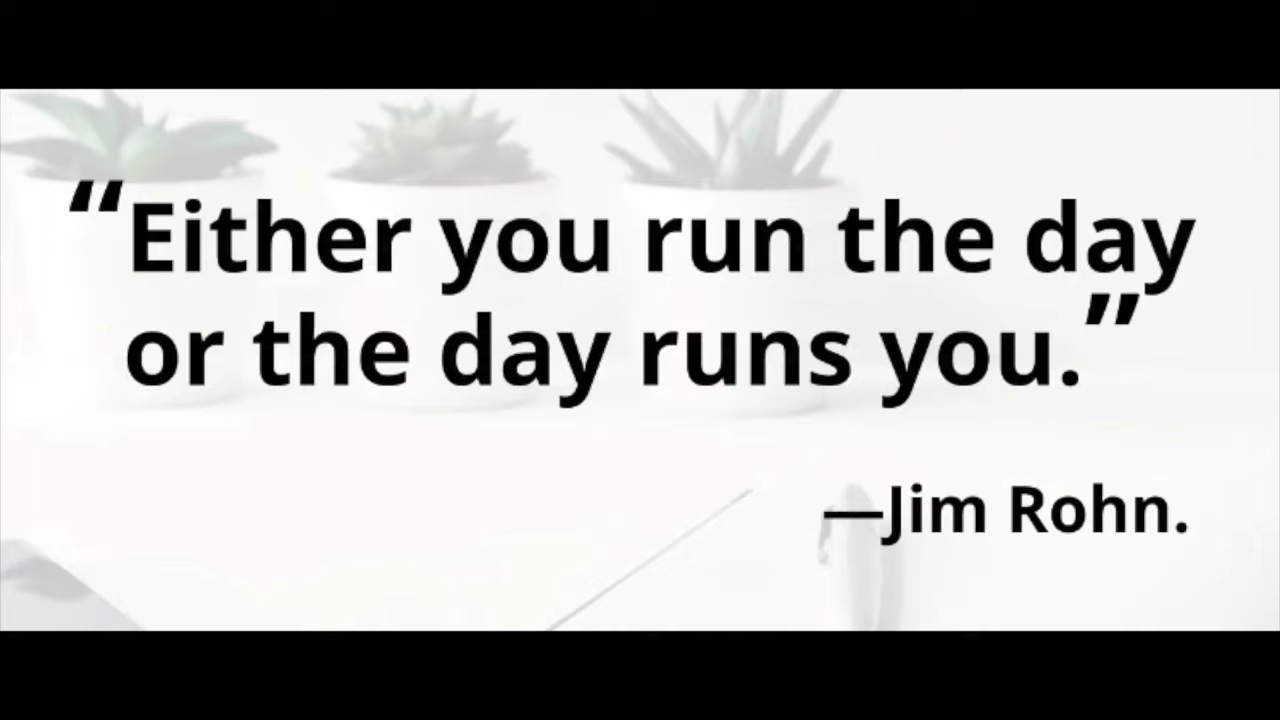 “Either you run the day
or the day runs you.”
—Jim Rohn.